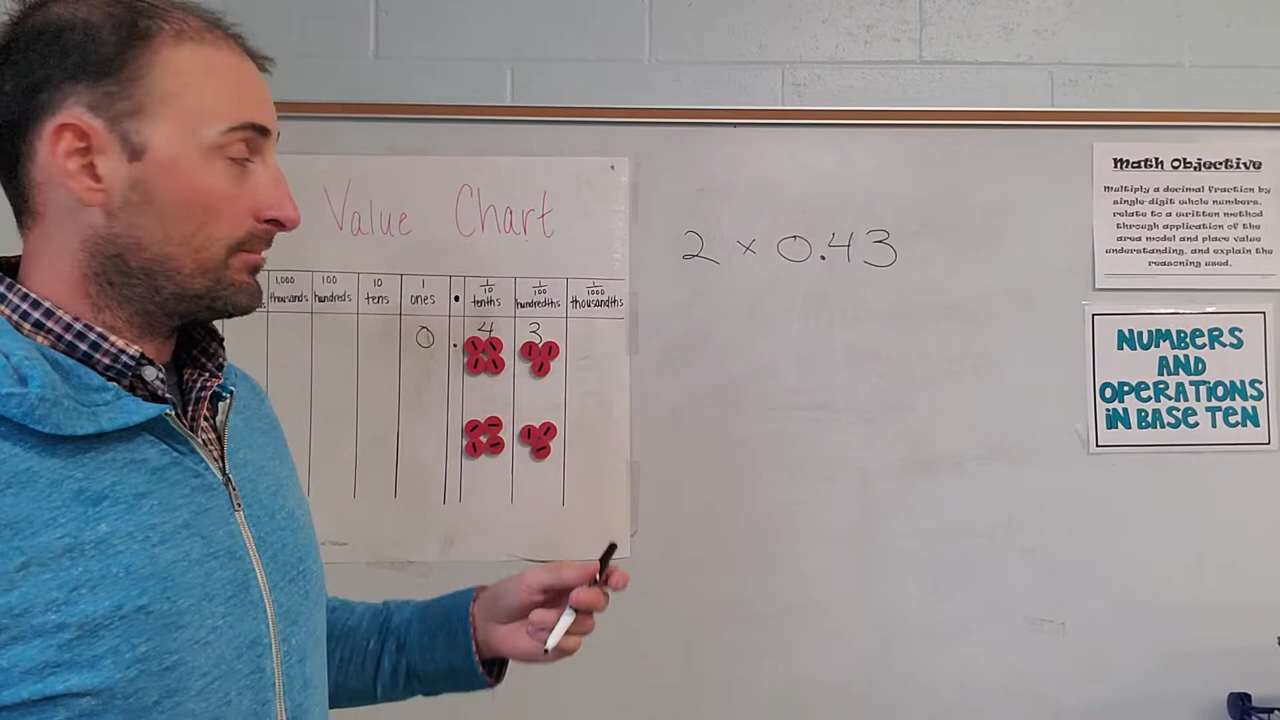 Value Chart
1,000 100 10 1 1/10 1/100 1/1000
thousands hundreds tens ones . tenths hundredths thousandths
0 . 4 3
2 × 0.43
Math Objective
Multiply a decimal fraction by
single-digit whole numbers,
relate to a written method
through application of the
area model and place value
understanding, and explain the
reasoning used.
NUMBERS
AND
OPERATIONS
IN BASE TEN